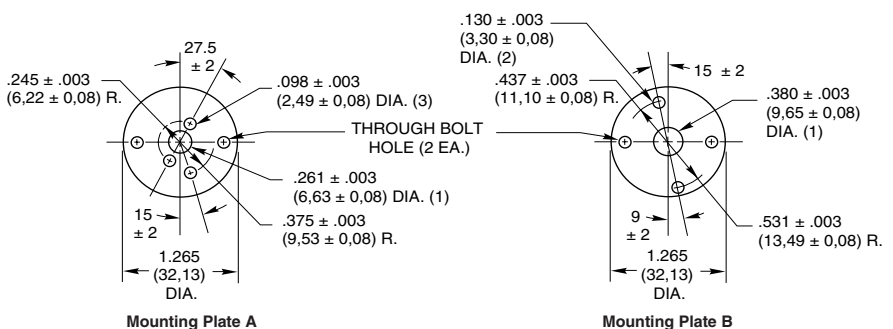 27.5
± 2
.245 ± .003
(6,22 ± 0,08) R.
.098 ± .003
(2,49 ± 0,08) DIA. (3)
THROUGH BOLT
HOLE (2 EA.)
.261 ± .003
(6,63 ± 0,08) DIA. (1)
15
± 2
.375 ± .003
(9,53 ± 0,08) R.
1.265
(32,13)
DIA.
Mounting Plate A
.130 ± .003
(3,30 ± 0,08)
DIA. (2)
15 ± 2
.437 ± .003
(11,10 ± 0,08) R.
.380 ± .003
(9,65 ± 0,08)
DIA. (1)
9
± 2
.531 ± .003
(13,49 ± 0,08) R.
1.265
(32,13)
DIA.
Mounting Plate B